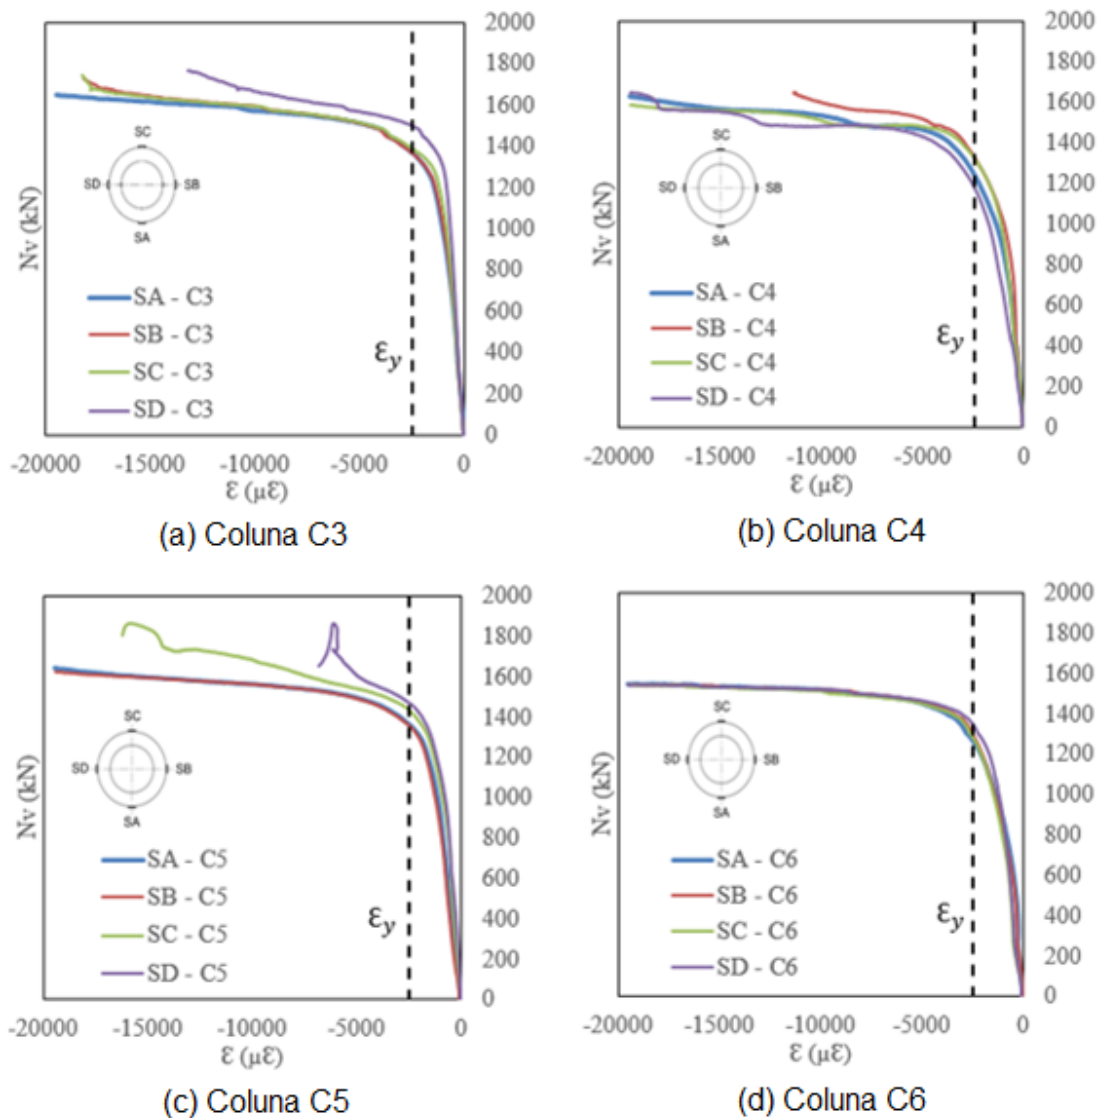 2000
1800
1600
1400
1200
1000
800
600
400
200
0
Nv (kN)
SC
SD
SB
SA
SA - C3
SB - C3
SC - C3
SD - C3
εy
-20000 -15000 -10000 -5000 0
Ɛ (µƐ)
(a) Coluna C3
2000
1800
1600
1400
1200
1000
800
600
400
200
0
Nv (kN)
SC
SD
SB
SA
SA - C4
SB - C4
SC - C4
SD - C4
εy
-20000 -15000 -10000 -5000 0
Ɛ (µƐ)
(b) Coluna C4
2000
1800
1600
1400
1200
1000
800
600
400
200
0
Nv (kN)
SC
SD
SB
SA
SA - C5
SB - C5
SC - C5
SD - C5
εy
-20000 -15000 -10000 -5000 0
Ɛ (µƐ)
(c) Coluna C5
2000
1800
1600
1400
1200
1000
800
600
400
200
0
Nv (kN)
SC
SD
SB
SA
SA - C6
SB - C6
SC - C6
SD - C6
εy
-20000 -15000 -10000 -5000 0
Ɛ (µƐ)
(d) Coluna C6